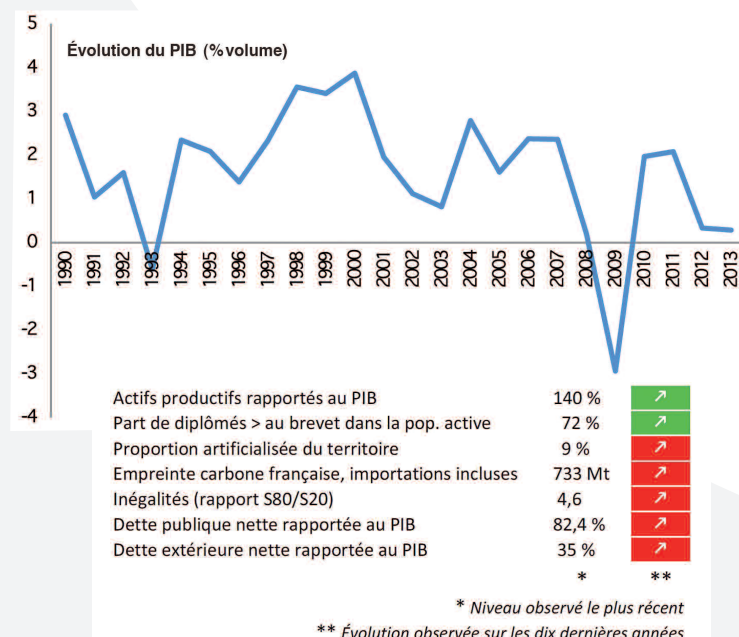 5
Évolution du PIB (%volume)
4
3
2
1
0
1990 1991 1992 1993 1994 1995 1996 1997 1998 1999 2000 2001 2002 2003 2004 2005 2006 2007 2008 2009 2010 2011 2012 2013
-1
-2
-3
-4
Actifs productifs rapportés au PIB 140 % ↗
Part de diplômés > au brevet dans la pop. active 72 % ↗
Proportion artificialisée du territoire 9 % ↗
Empreinte carbone française, importations incluses 733 Mt ↗
Inégalités (rapport S80/S20) 4,6 ↗
Dette publique nette rapportée au PIB 82,4 % ↗
Dette extérieure nette rapportée au PIB 35 % ↗
* **
* Niveau observé le plus récent
** Évolution observée sur les dix dernières années